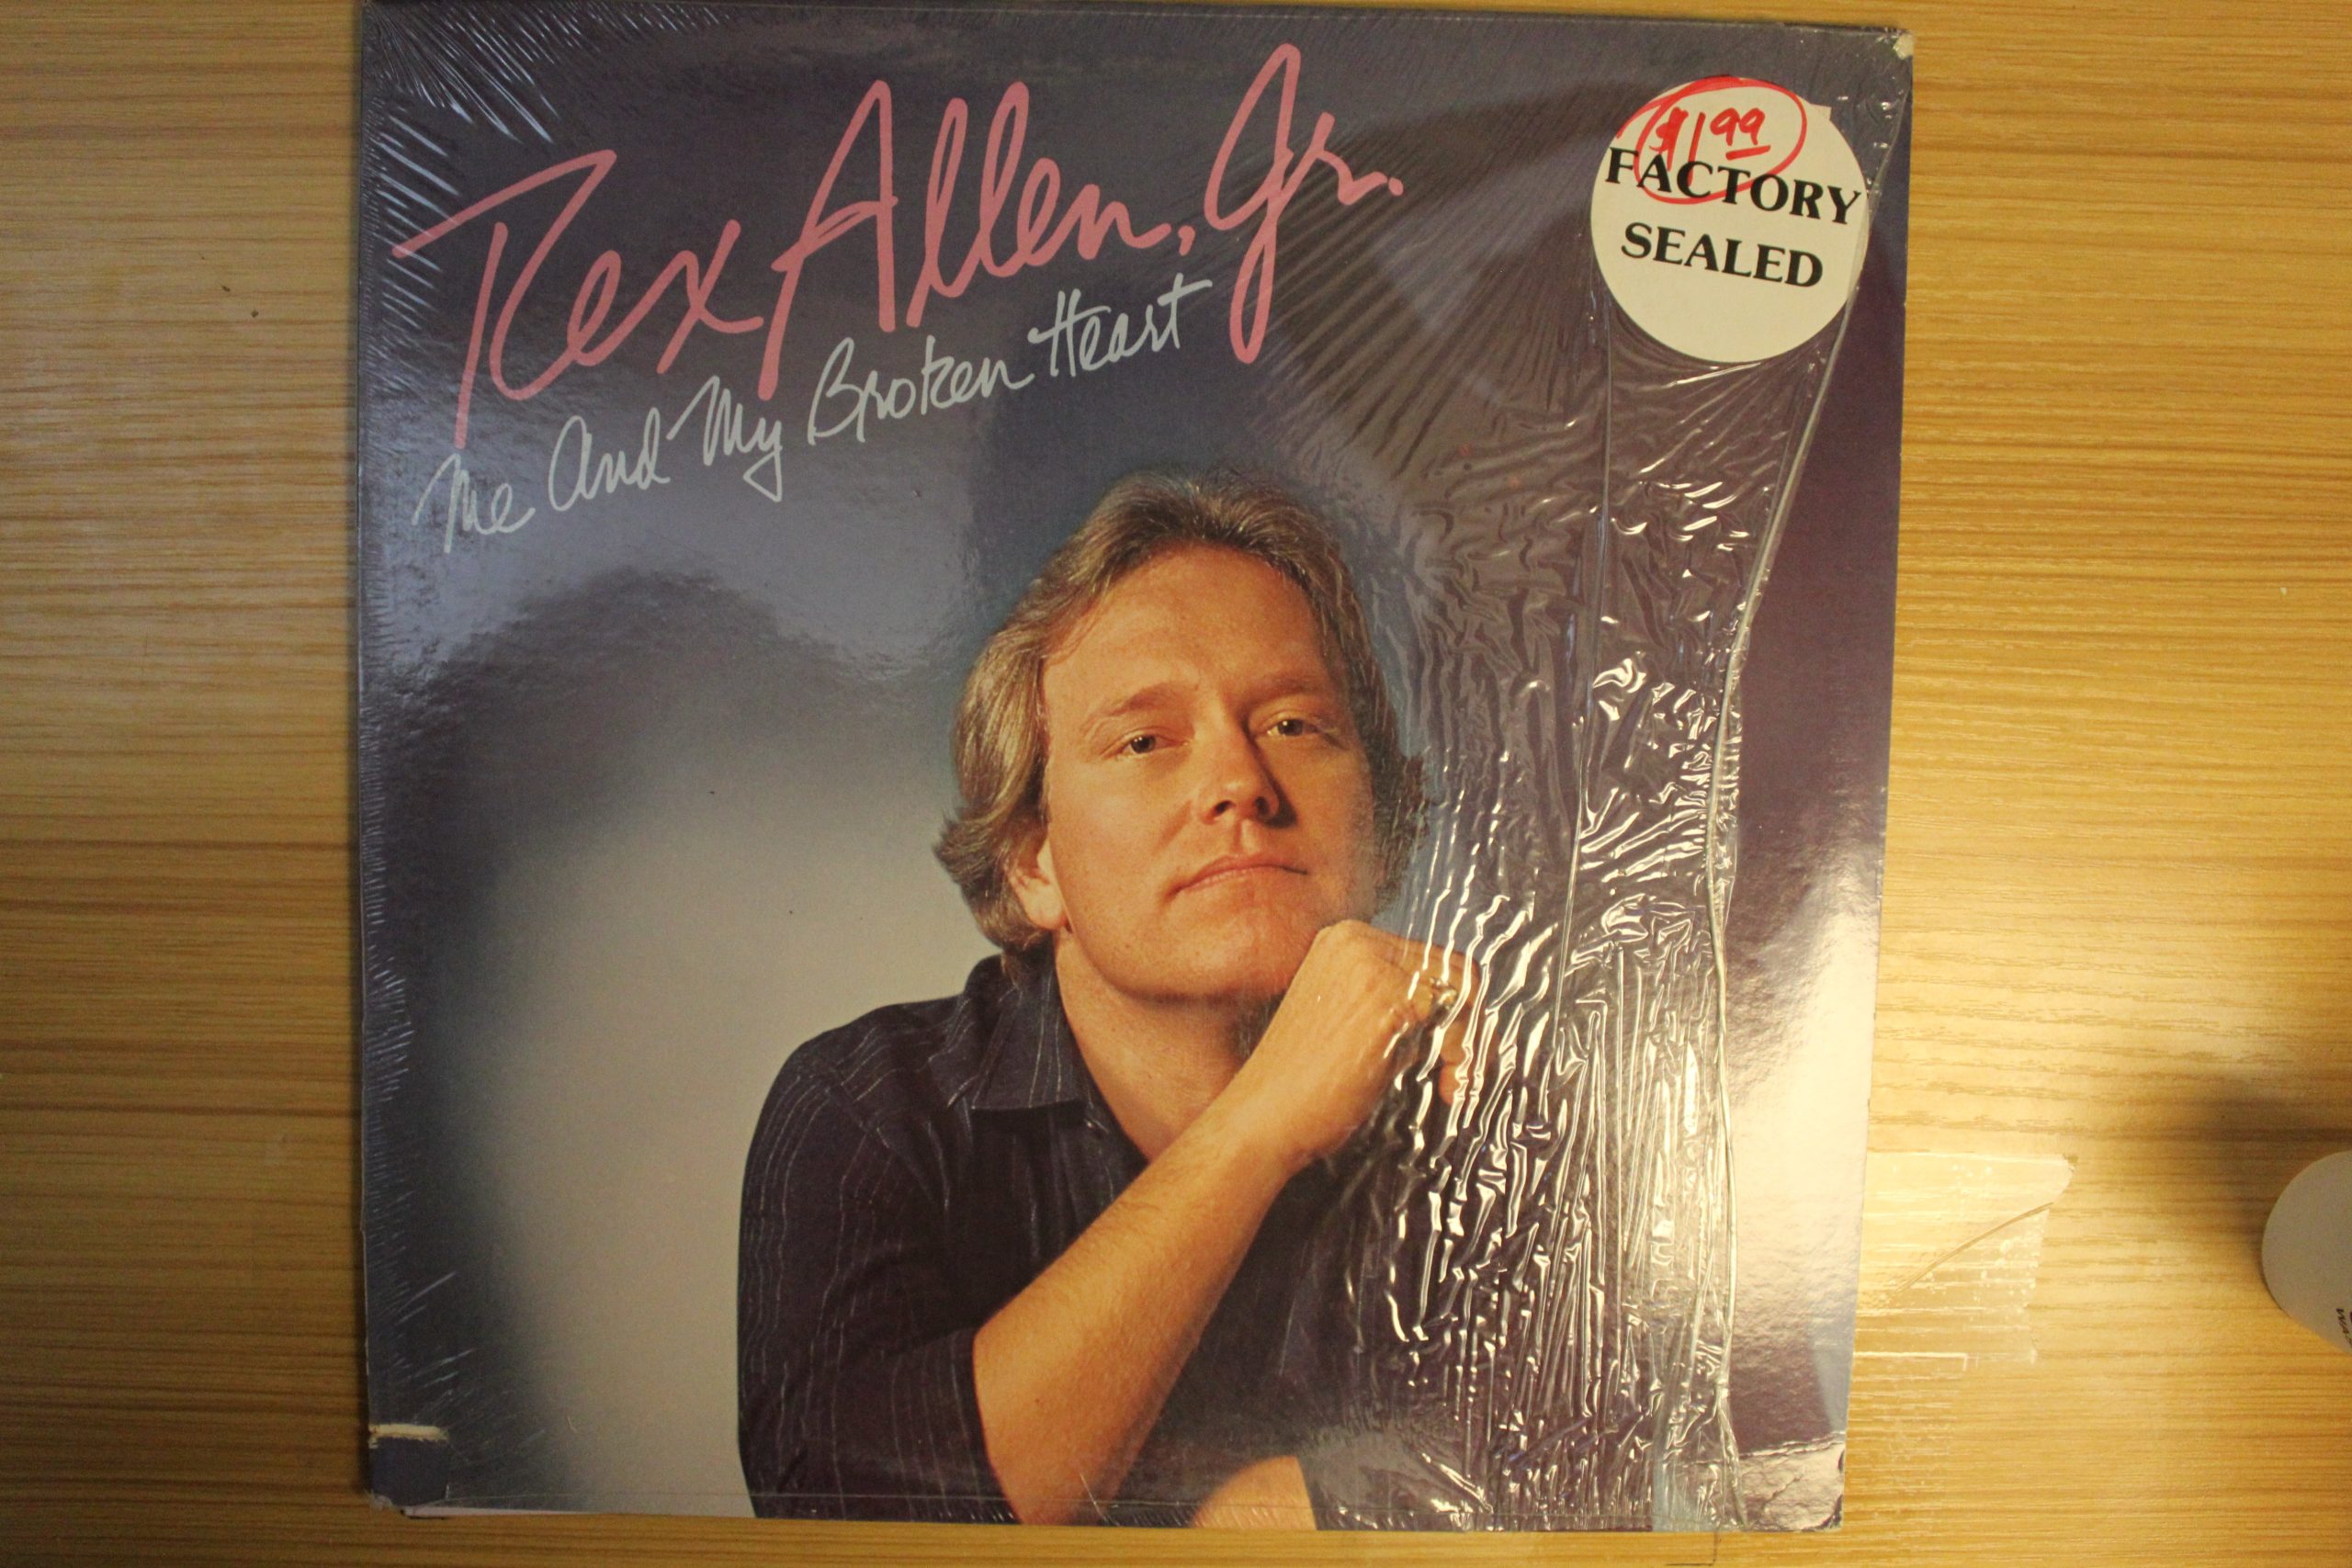 Rex Allen, Jr.
Me And My Broken Heart
$1.99
FACTORY
SEALED